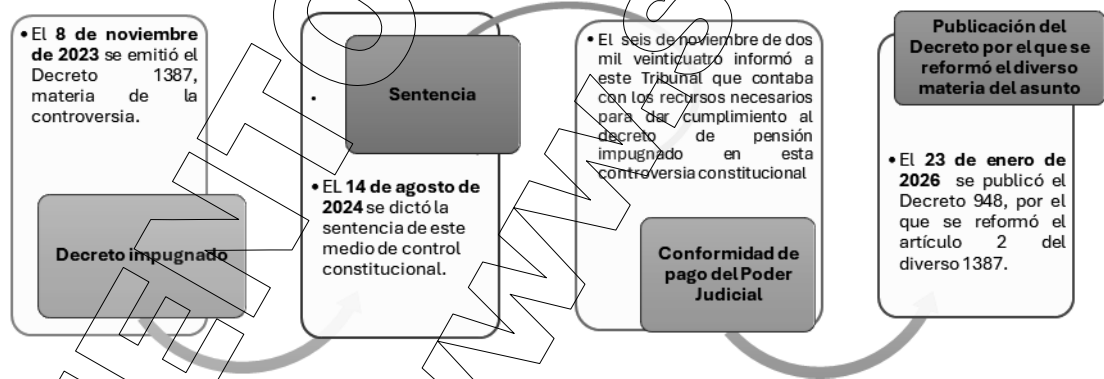 • El 8 de noviembre
de 2023 se emitió el
Decreto 1387,
materia de la
controversia.
Decreto impugnado
.
Sentencia
• EL 14 de agosto de
2024 se dictó la
sentencia de este
medio de control
constitucional.
• El seis de noviembre de dos
mil veinticuatro informó a
este Tribunal que contaba
con los recursos necesarios
para dar cumplimiento al
decreto de pensión
impugnado en esta
controversia constitucional
Conformidad de
pago del Poder
Judicial
Publicación del
Decreto por el que se
reformó el diverso
materia del asunto
• El 23 de enero de
2026 se publicó el
Decreto 948, por el
que se reformó el
artículo 2 del
diverso 1387.